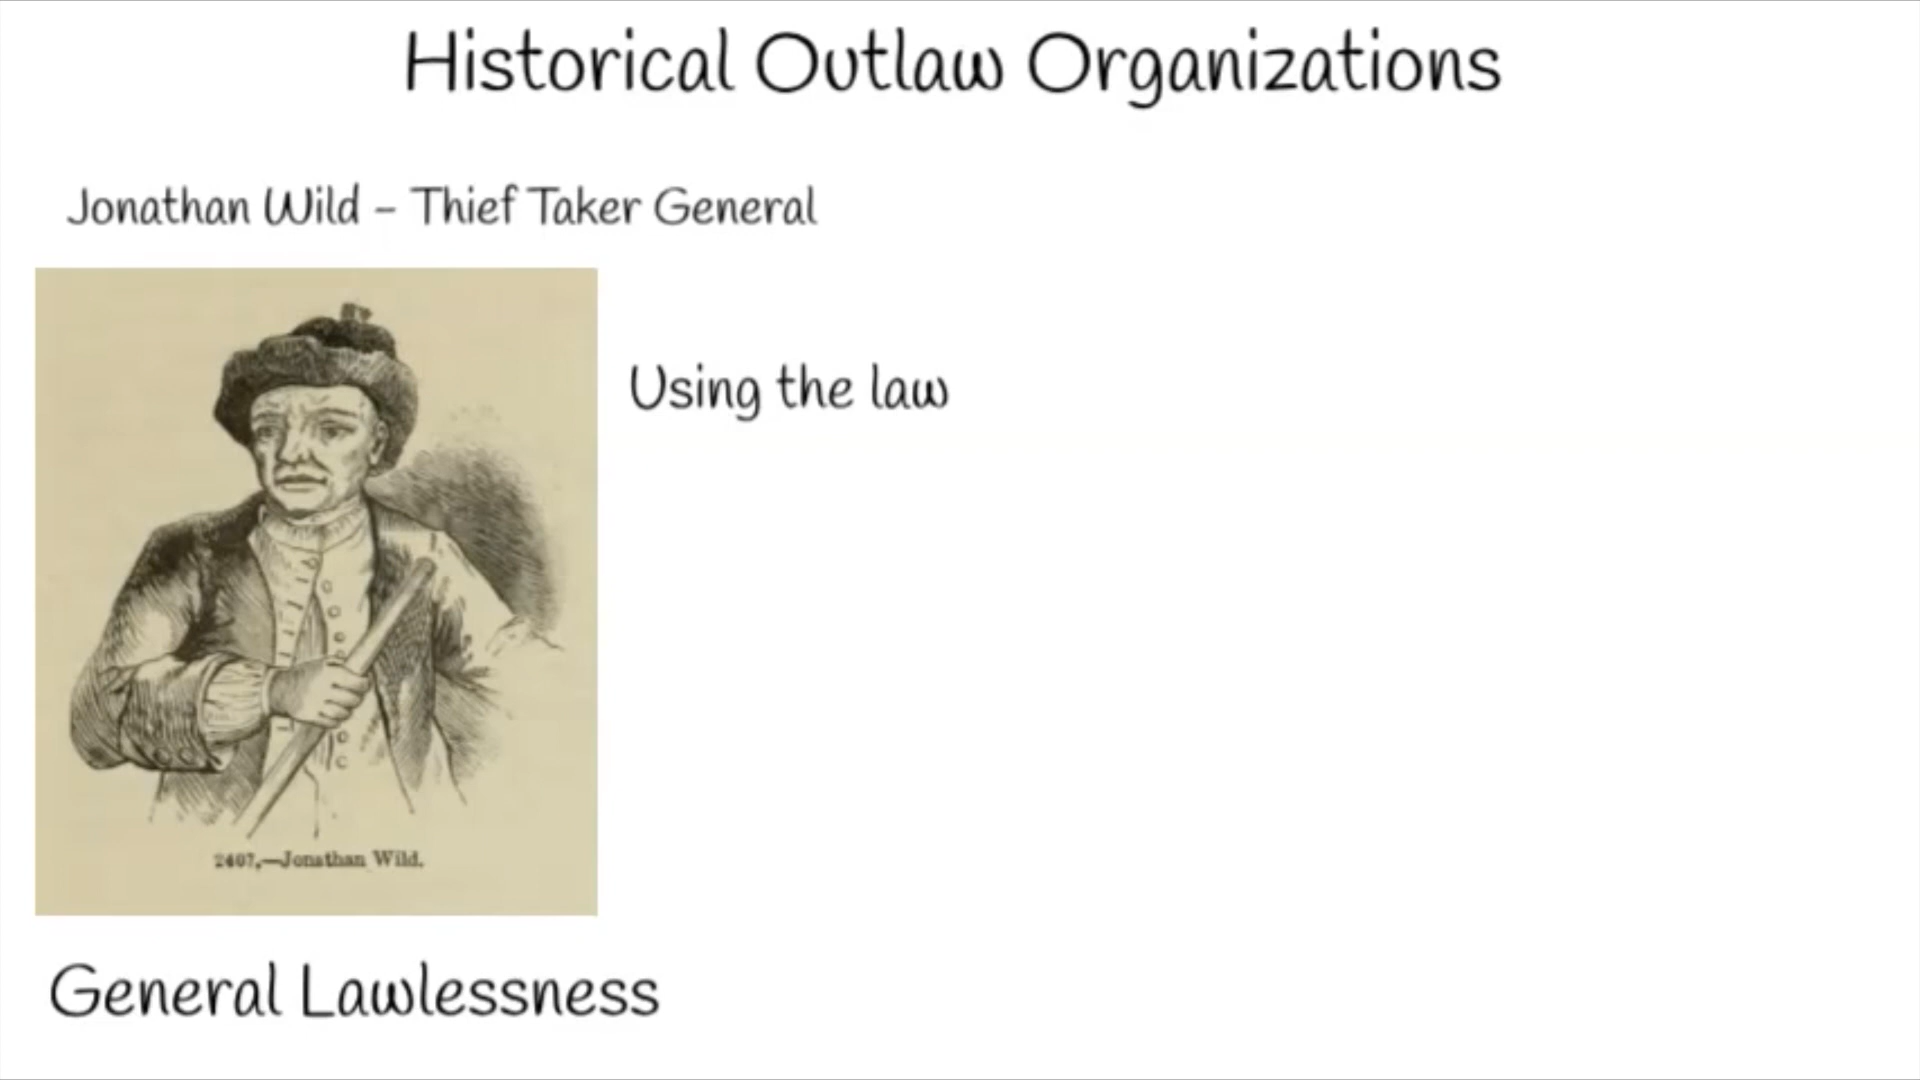 Historical Outlaw Organizations
Jonathan Wild - Thief Taker General
Using the law
2407.—Jonathan Wild.
General Lawlessness